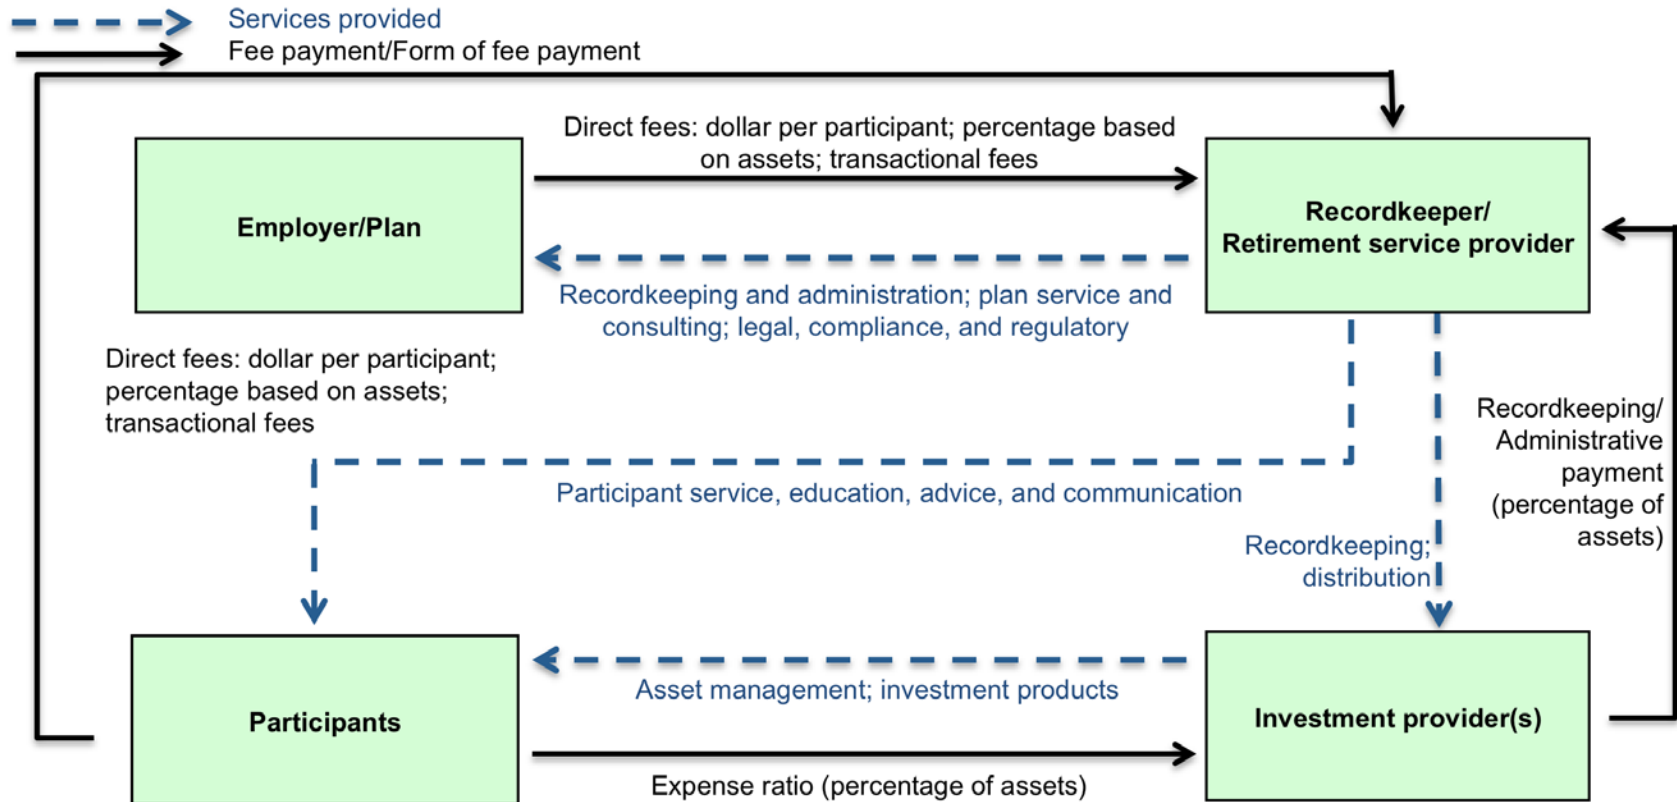 Services provided
Fee payment/Form of fee payment
Direct fees: dollar per participant; percentage based
on assets; transactional fees
Employer/Plan
Recordkeeper/
Retirement service provider
Recordkeeping and administration; plan service and
consulting; legal, compliance, and regulatory
Direct fees: dollar per participant;
percentage based on assets;
transactional fees
Recordkeeping/
Administrative
payment
(percentage of
assets)
Participant service, education, advice, and communication
Recordkeeping;
distribution
Asset management; investment products
Participants
Investment provider(s)
Expense ratio (percentage of assets)